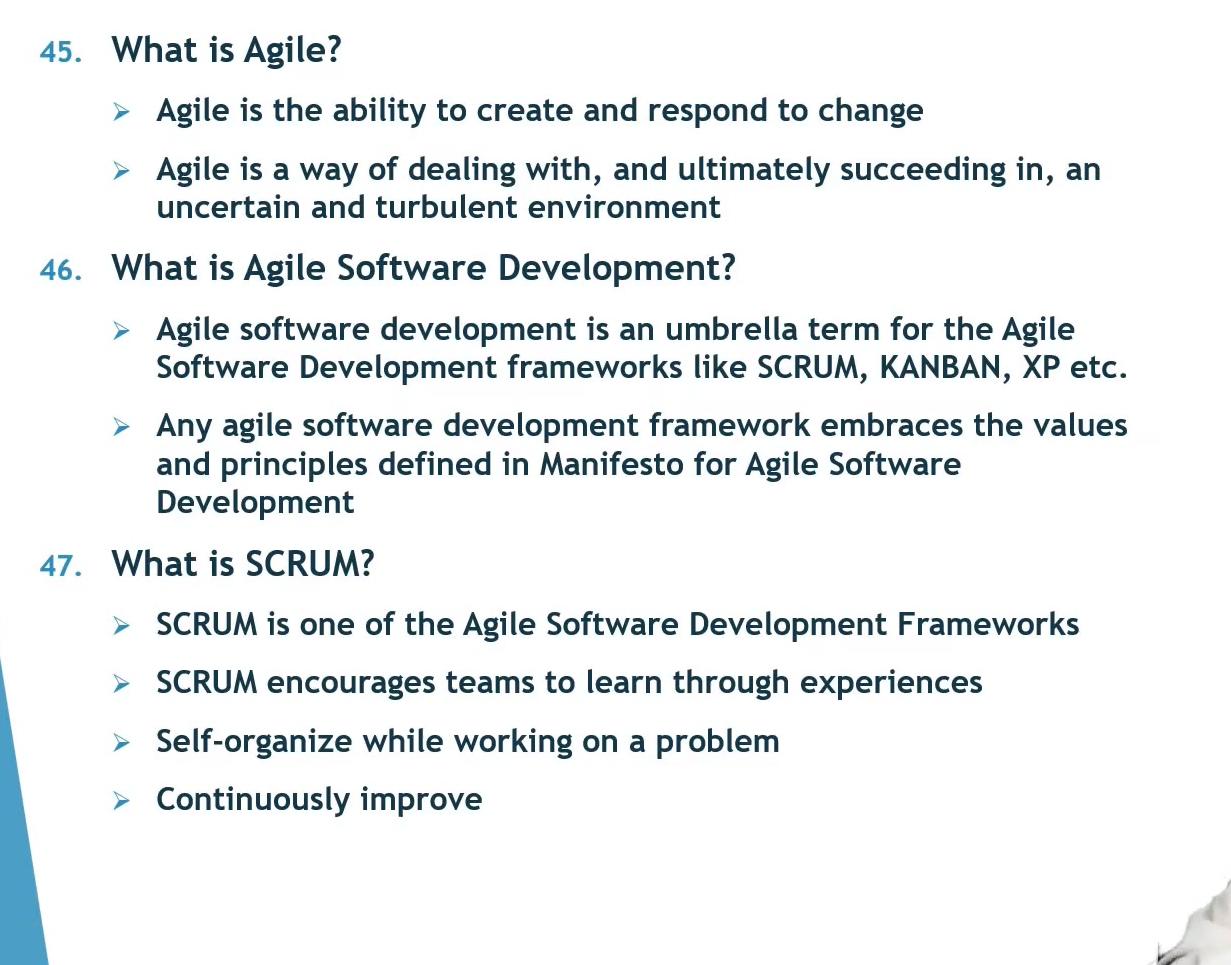 45. What is Agile?
➢ Agile is the ability to create and respond to change
➢ Agile is a way of dealing with, and ultimately succeeding in, an
uncertain and turbulent environment
46. What is Agile Software Development?
➢ Agile software development is an umbrella term for the Agile
Software Development frameworks like SCRUM, KANBAN, XP etc.
➢ Any agile software development framework embraces the values
and principles defined in Manifesto for Agile Software
Development
47. What is SCRUM?
➢ SCRUM is one of the Agile Software Development Frameworks
➢ SCRUM encourages teams to learn through experiences
➢ Self-organize while working on a problem
➢ Continuously improve